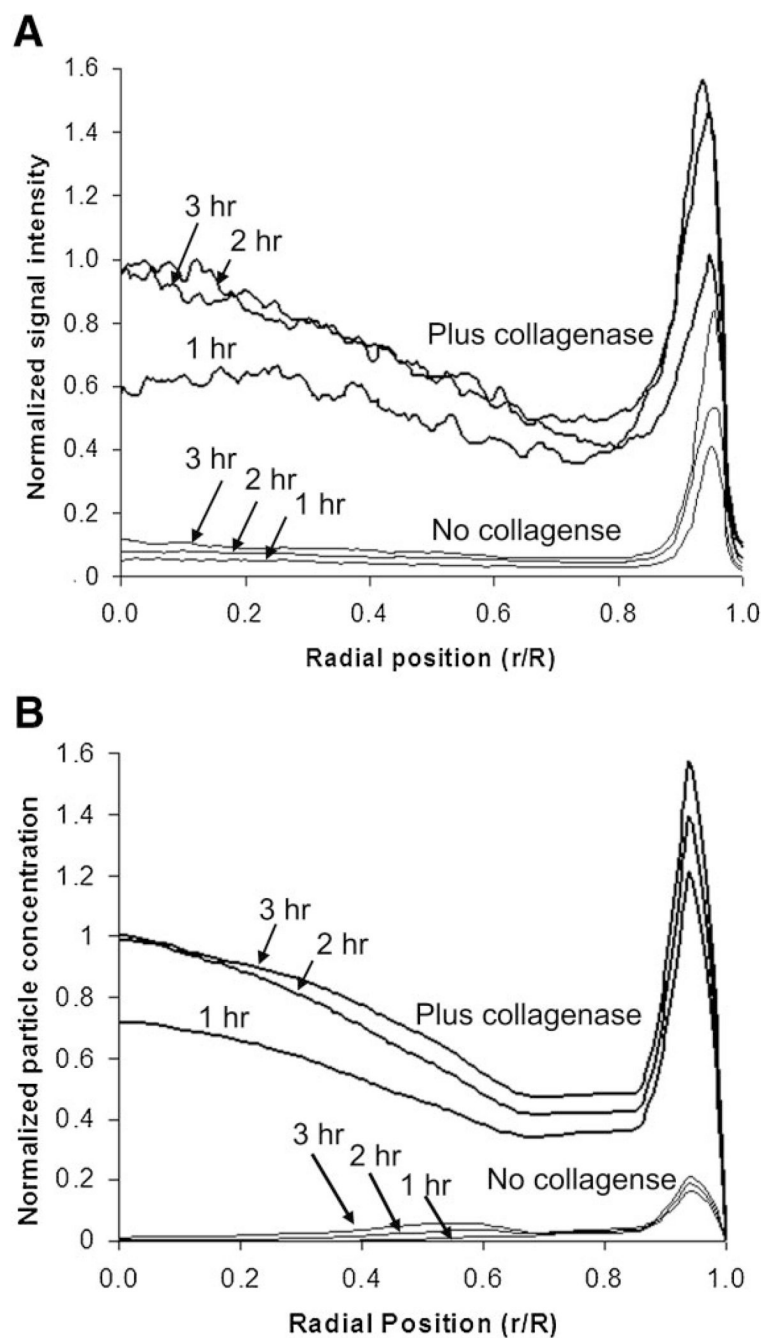 A
1.6
1.4
1.2
1.0
0.8
0.6
0.4
0.2
0
Normalized signal intensity
3 hr
2 hr
1 hr
Plus collagenase
3 hr
2 hr
1 hr
No collagense
0.0 0.2 0.4 0.6 0.8 1.0
Radial position (r/R)
B
1.6
1.4
1.2
1
0.8
0.6
0.4
0.2
0
Normalized particle concentration
3 hr
2 hr
1 hr
Plus collagenase
3 hr
2 hr
1 hr
No collagense
0.0 0.2 0.4 0.6 0.8 1.0
Radial Position (r/R)